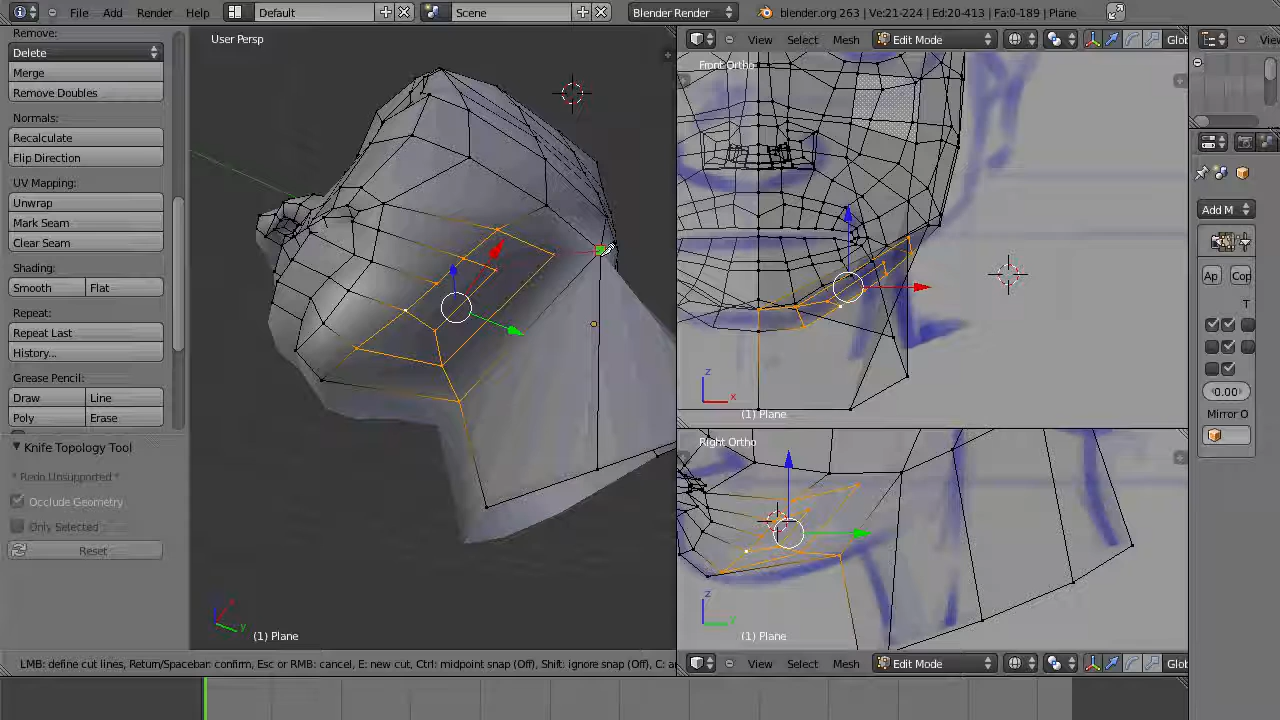 File Add Render Help Default Scene Blender Render blender.org 263 | Ve:21-224 | Ed:20-413 | Fa:0-189 | Plane
Remove:
Delete
Merge
Remove Doubles
Normals:
Recalculate
Flip Direction
UV Mapping:
Unwrap
Mark Seam
Clear Seam
Shading:
Smooth Flat
Repeat:
Repeat Last
History...
Grease Pencil:
Draw Line
Poly Erase
Knife Topology Tool
* Redo Unsupported *
Occlude Geometry
Only Selected
Reset
User Persp
(1) Plane
LMB: define cut lines, Return/Spacebar: confirm, Esc or RMB: cancel, E: new cut, Ctrl: midpoint snap (Off), Shift: ignore snap (Off), C: a
View Select Mesh Edit Mode Glob
Front Ortho
z
x
(1) Plane
Right Ortho
z
y
(1) Plane
View Select Mesh Edit Mode Glob
Add M
Ap Cop
T
0.00
Mirror O